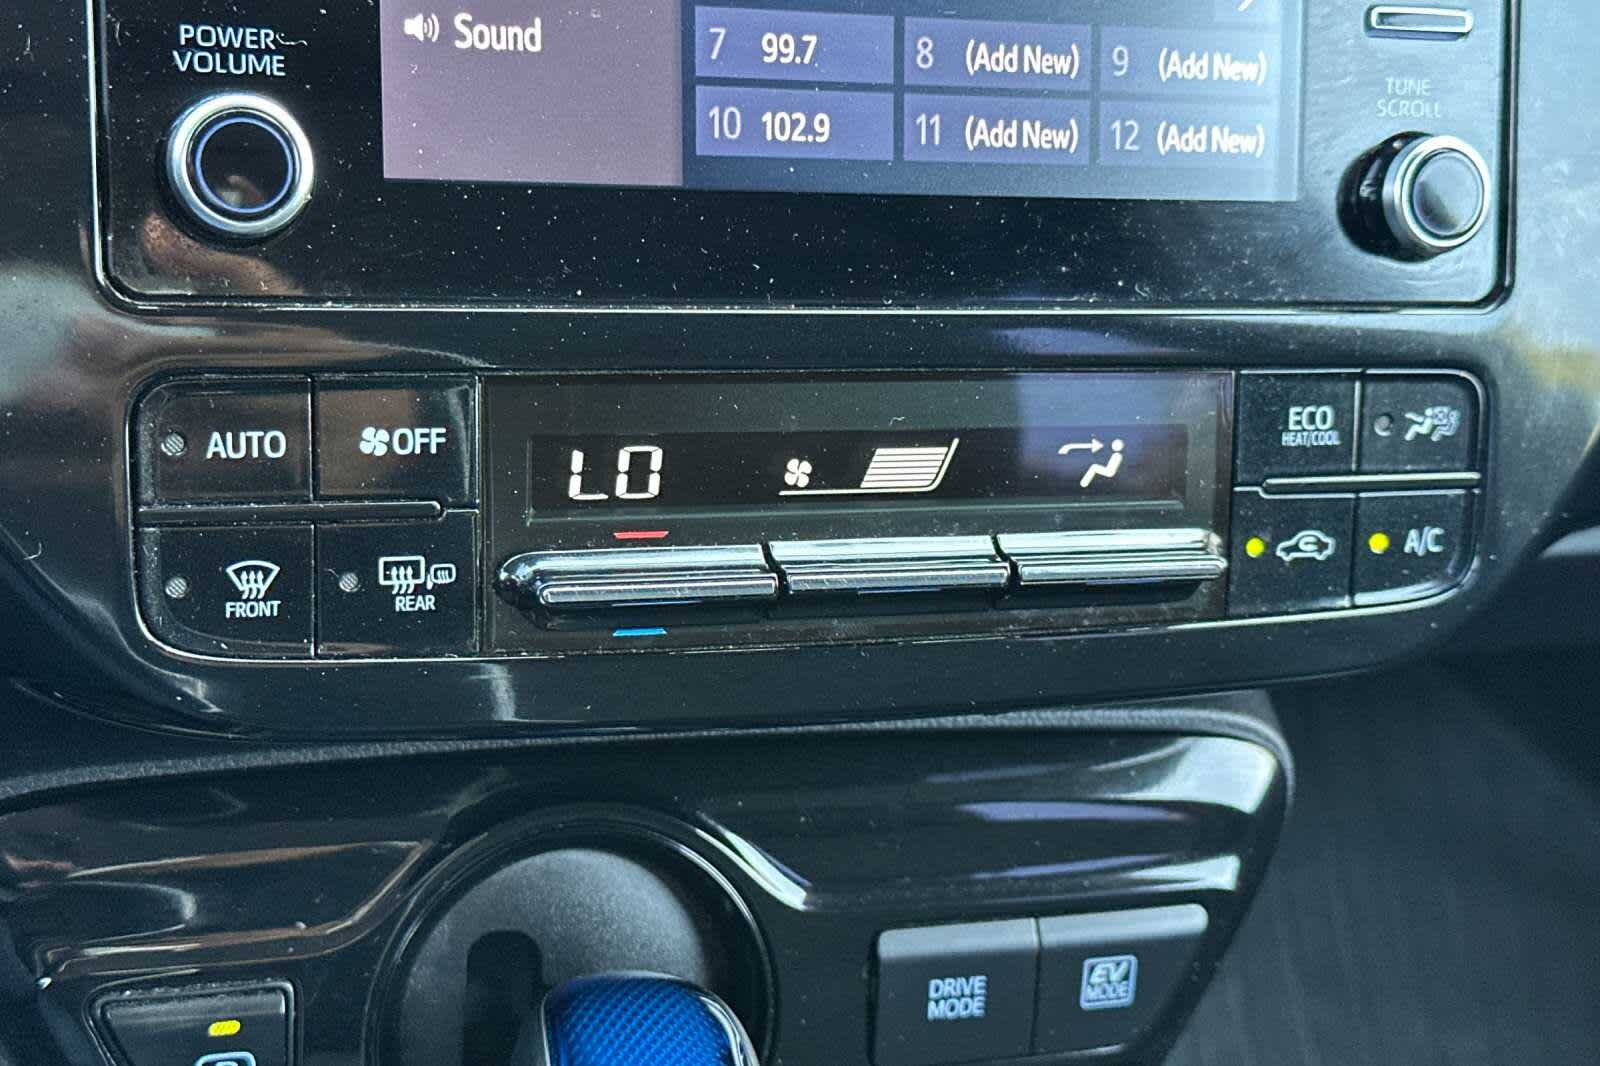 POWER
VOLUME
Sound
7 99.7
8 (Add New)
9 (Add New)
10 102.9
11 (Add New)
12 (Add New)
TUNE
SCROLL
AUTO
OFF
LO
ECO
HEAT/COOL
FRONT
REAR
A/C
DRIVE
MODE
EV
MODE